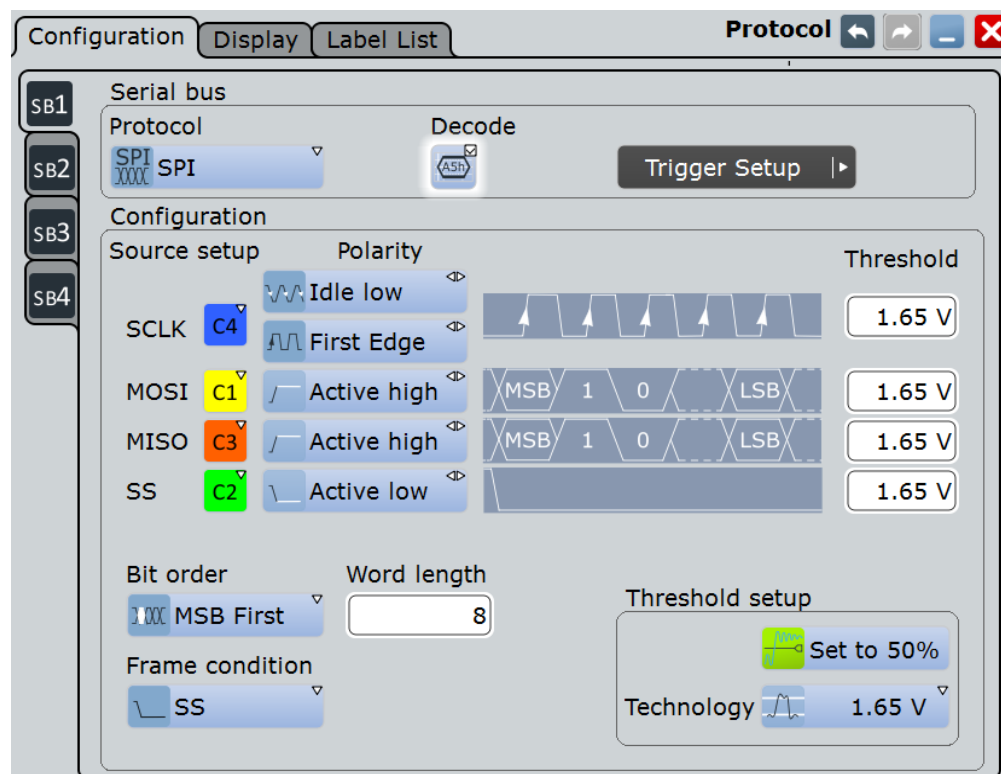 Configuration Display Label List Protocol
SB1
SB2
SB3
SB4
Serial bus
Protocol Decode
SPI SPI A5h Trigger Setup
Configuration
Source setup Polarity Threshold
Idle low
SCLK C4 1.65 V
First Edge
MOSI C1 Active high MSB 1 0 LSB 1.65 V
MISO C3 Active high MSB 1 0 LSB 1.65 V
SS C2 Active low 1.65 V
Bit order Word length
MSB First 8
Threshold setup
Set to 50%
Frame condition
SS
Technology 1.65 V